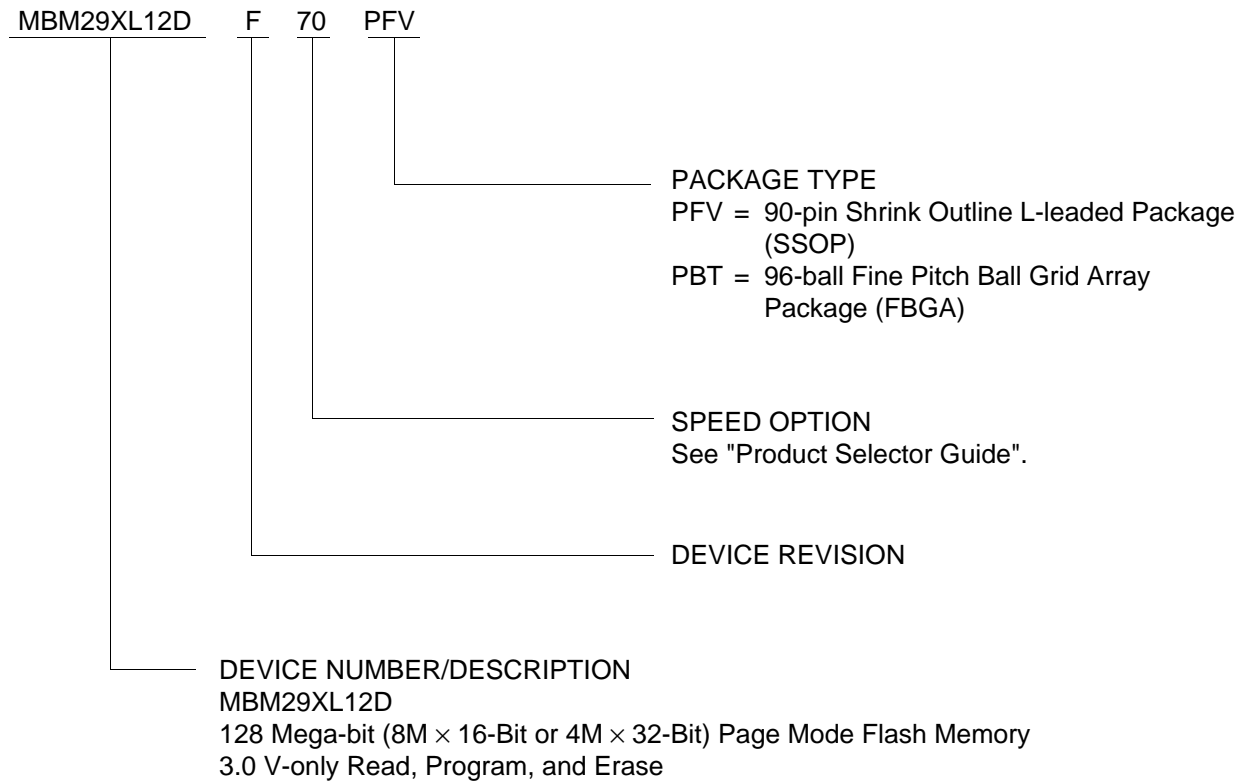 MBM29XL12D F 70 PFV
PACKAGE TYPE
PFV = 90-pin Shrink Outline L-leaded Package
(SSOP)
PBT = 96-ball Fine Pitch Ball Grid Array
Package (FBGA)
SPEED OPTION
See "Product Selector Guide".
DEVICE REVISION
DEVICE NUMBER/DESCRIPTION
MBM29XL12D
128 Mega-bit (8M × 16-Bit or 4M × 32-Bit) Page Mode Flash Memory
3.0 V-only Read, Program, and Erase